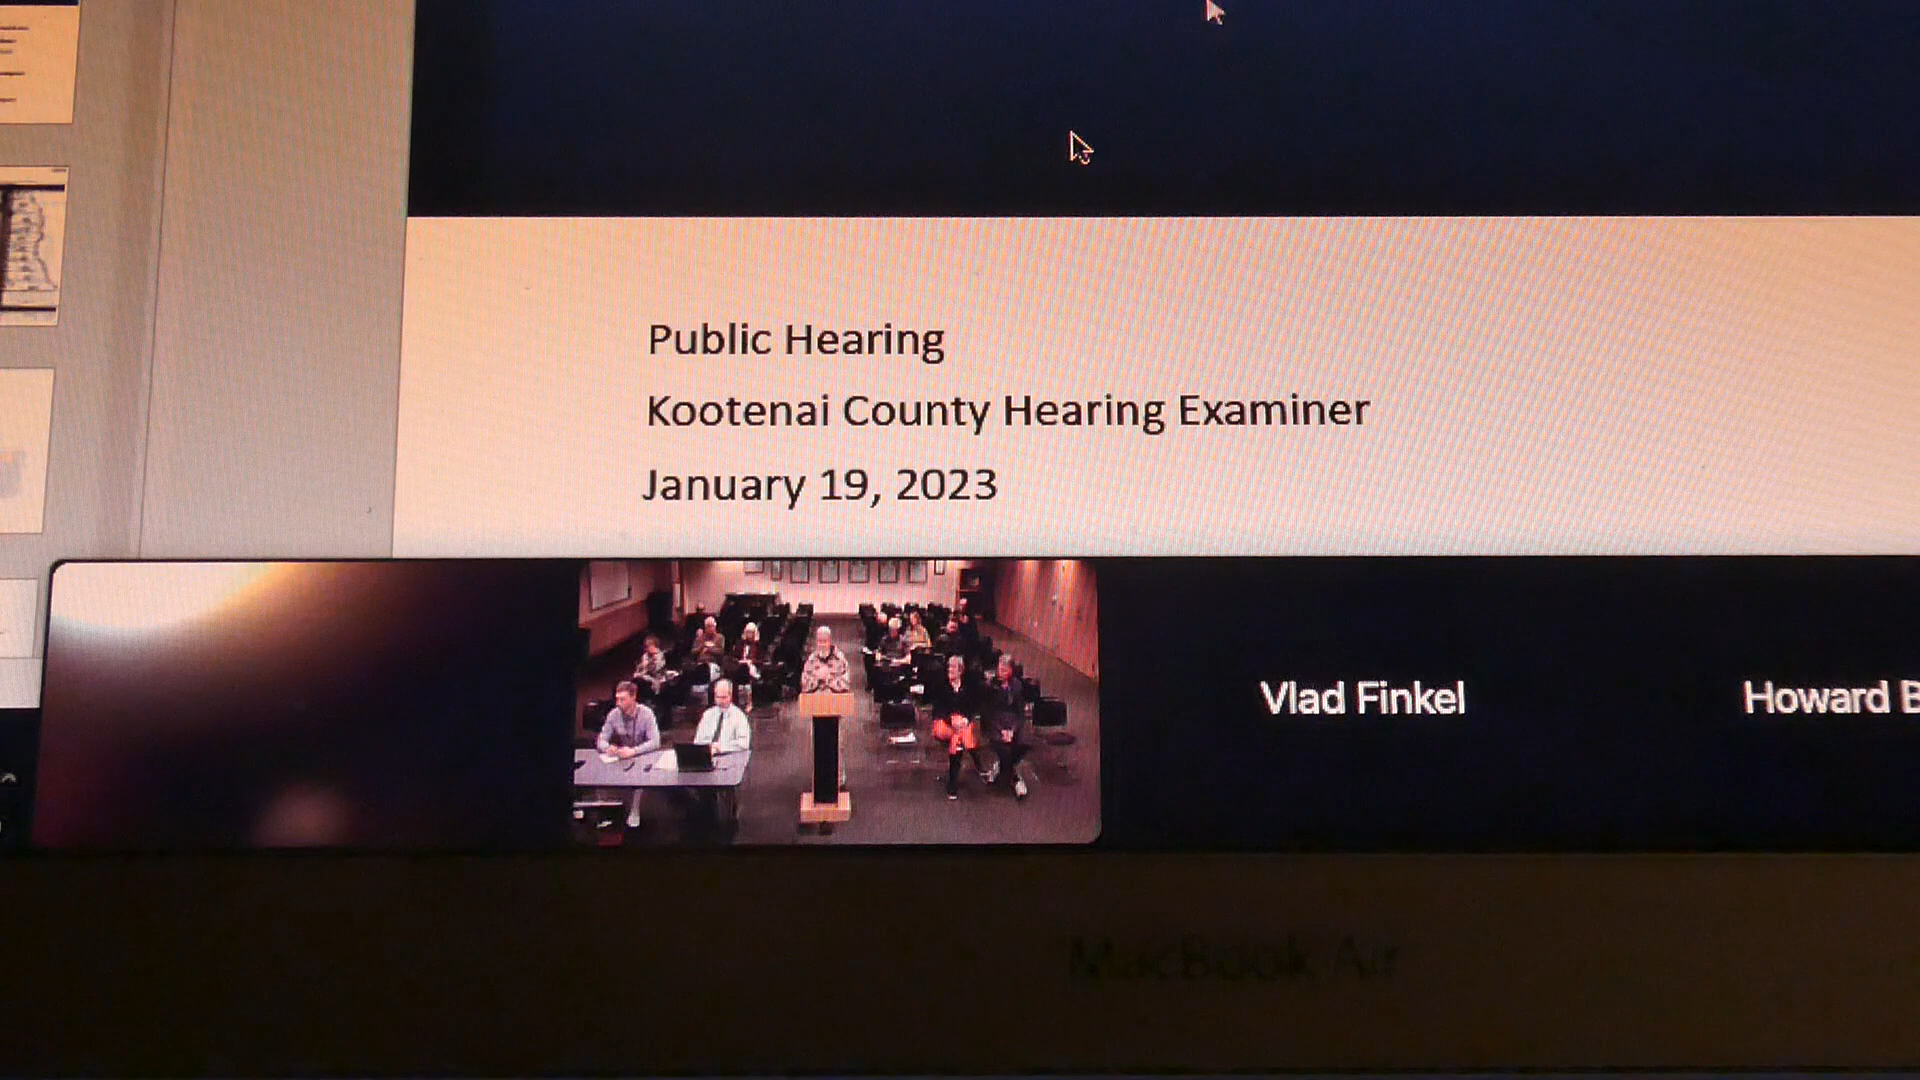 Public Hearing
Kootenai County Hearing Examiner
January 19, 2023
Vlad Finkel
Howard B
MacBook Air